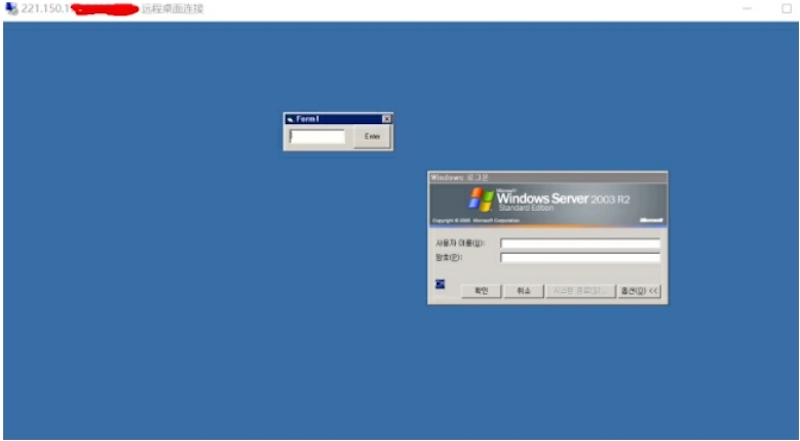 221.150.1 远程桌面连接
Form1
Enter
Windows 로그온
Microsoft
Windows Server 2003 R2
Standard Edition
Copyright © 2005 Microsoft Corporation
Microsoft
사용자 이름(U):
암호(P):
확인
취소
시스템 종료(S)...
옵션(O) <<